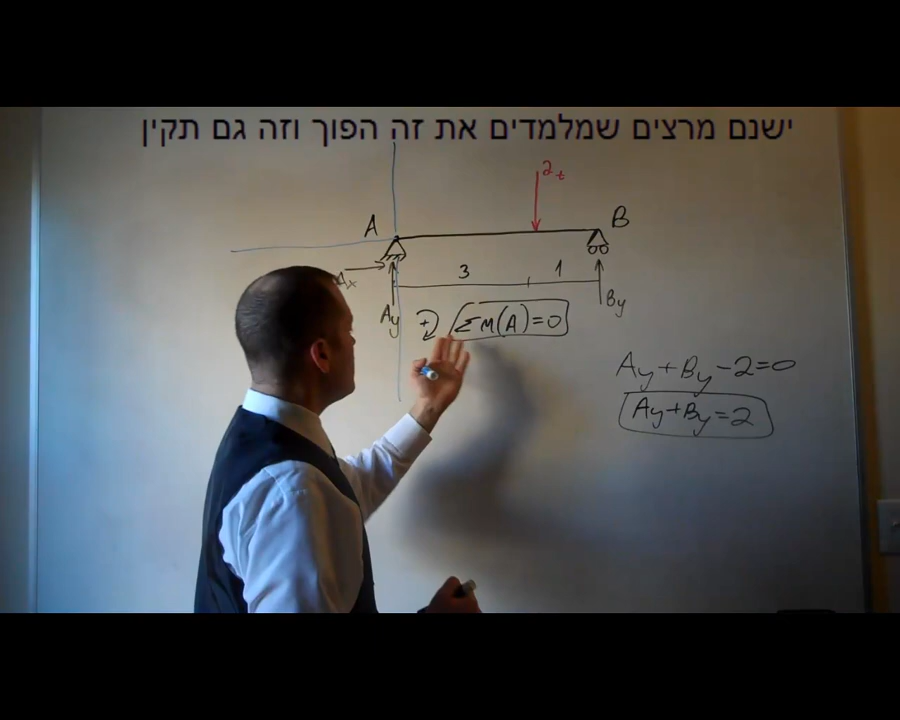 ישנם מרצים שמלמדים את זה הפוך וזה גם תקין
2t
A
B
3
1
Ax
Ay
By
+ ΣM(A)=0
Ay+By-2=0
Ay+By=2